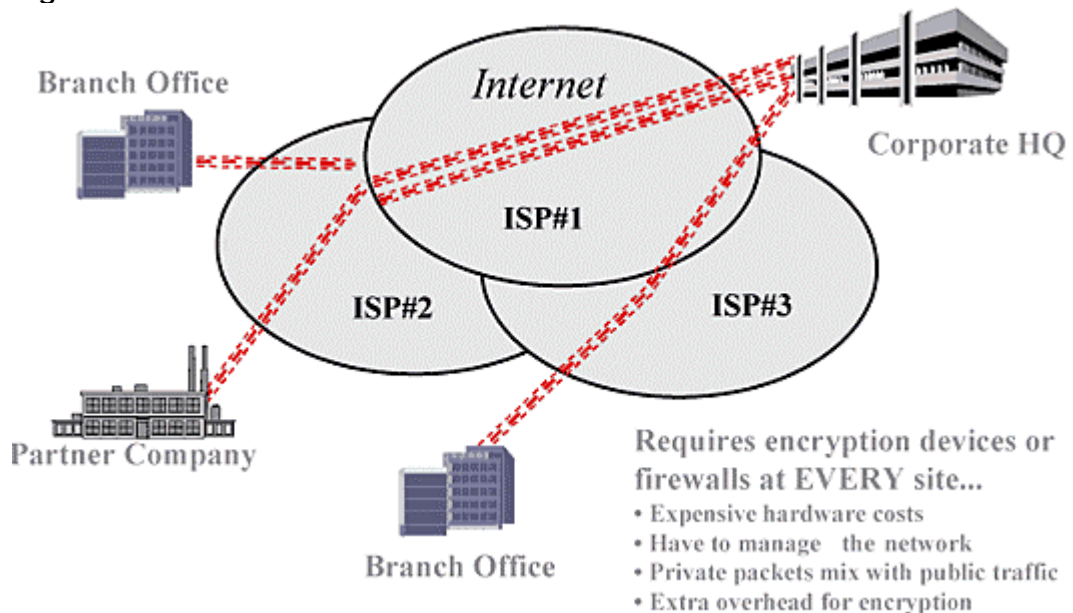 Branch Office
Internet
Corporate HQ
ISP#1
ISP#2
ISP#3
Partner Company
Branch Office
Requires encryption devices or
firewalls at EVERY site...
• Expensive hardware costs
• Have to manage the network
• Private packets mix with public traffic
• Extra overhead for encryption